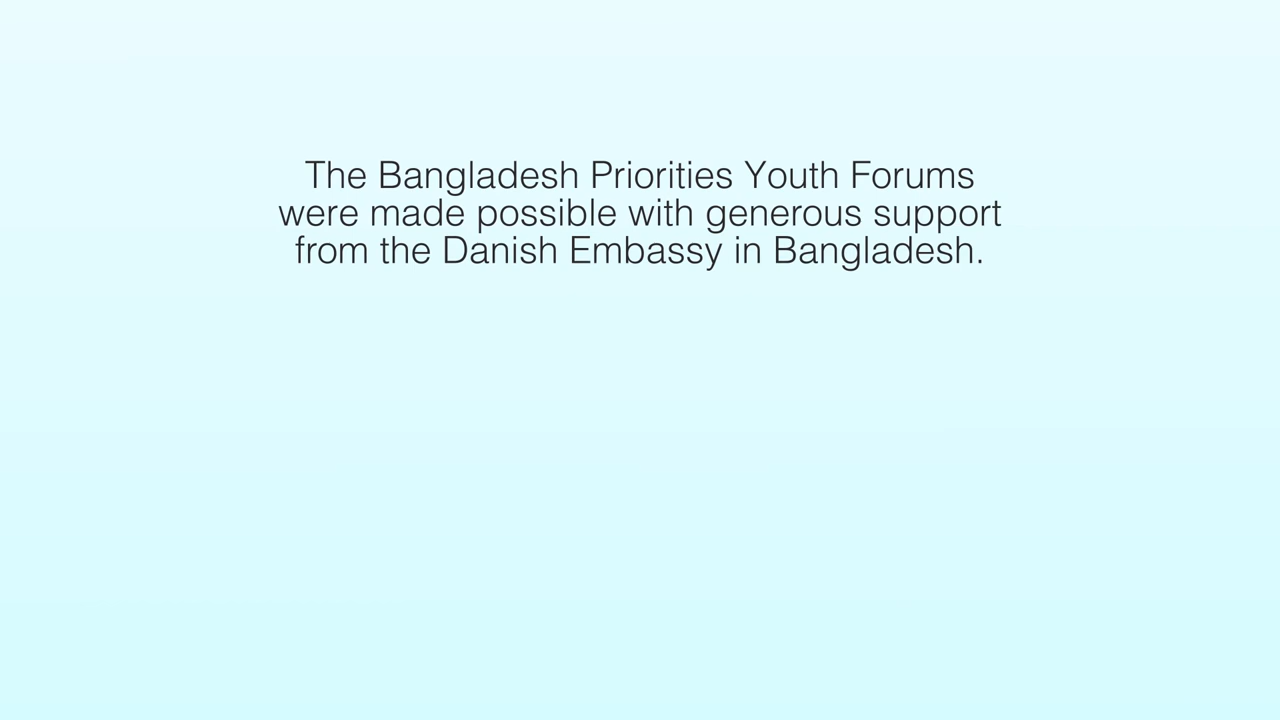 The Bangladesh Priorities Youth Forums
were made possible with generous support
from the Danish Embassy in Bangladesh.